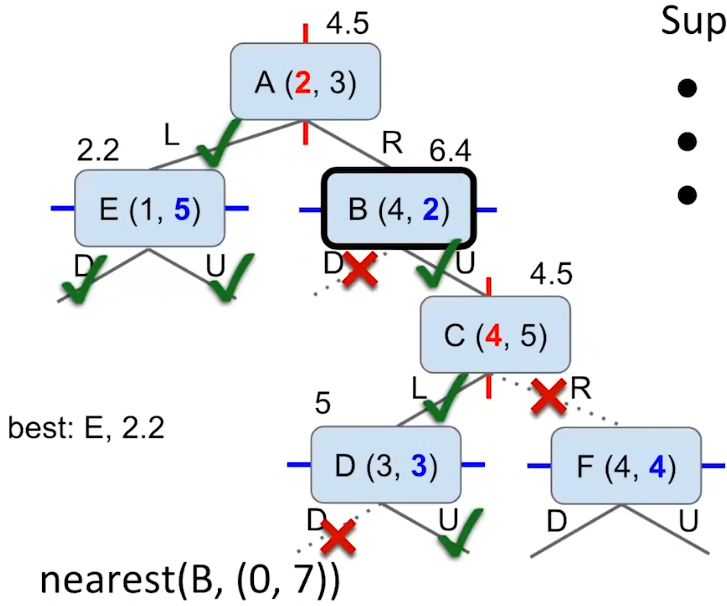 4.5
Sup
A (2, 3)
L
R
2.2
6.4
E (1, 5)
B (4, 2)
D
U
D
U
4.5
C (4, 5)
L
R
5
best: E, 2.2
D (3, 3)
F (4, 4)
D
U
D
U
nearest(B, (0, 7))